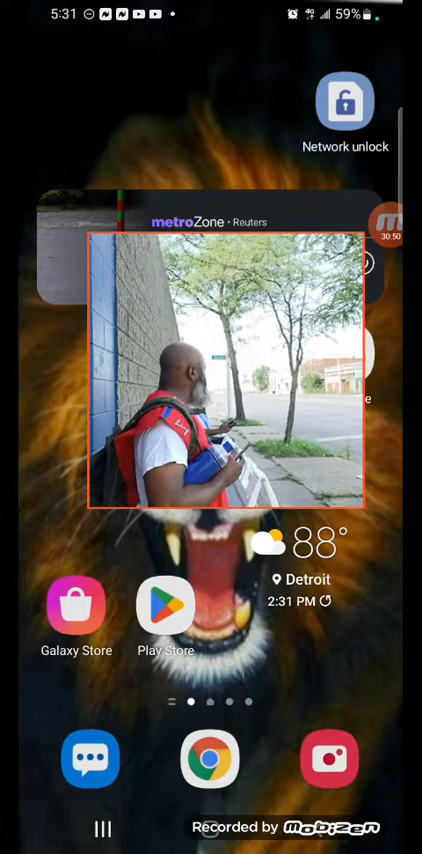 5:31
4G
59%
Network unlock
metroZone · Reuters
30:50
e
88°
Detroit
2:31 PM
Galaxy Store
Play Store
Recorded by MOBIZEN